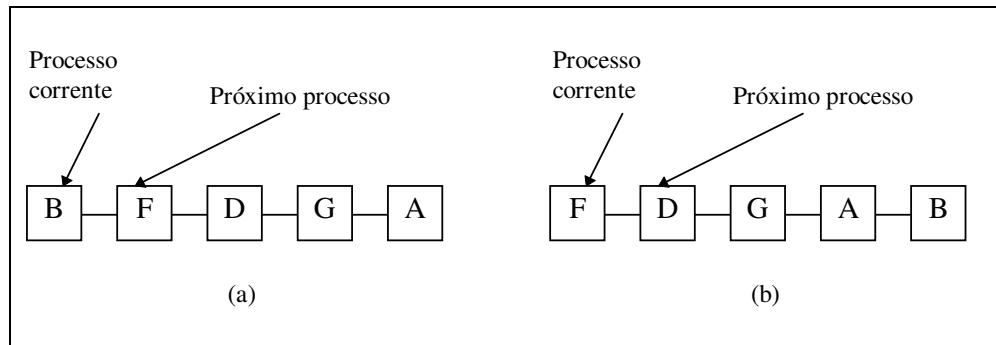 Processo
corrente
Próximo processo
B F D G A
(a)
Processo
corrente
Próximo processo
F D G A B
(b)